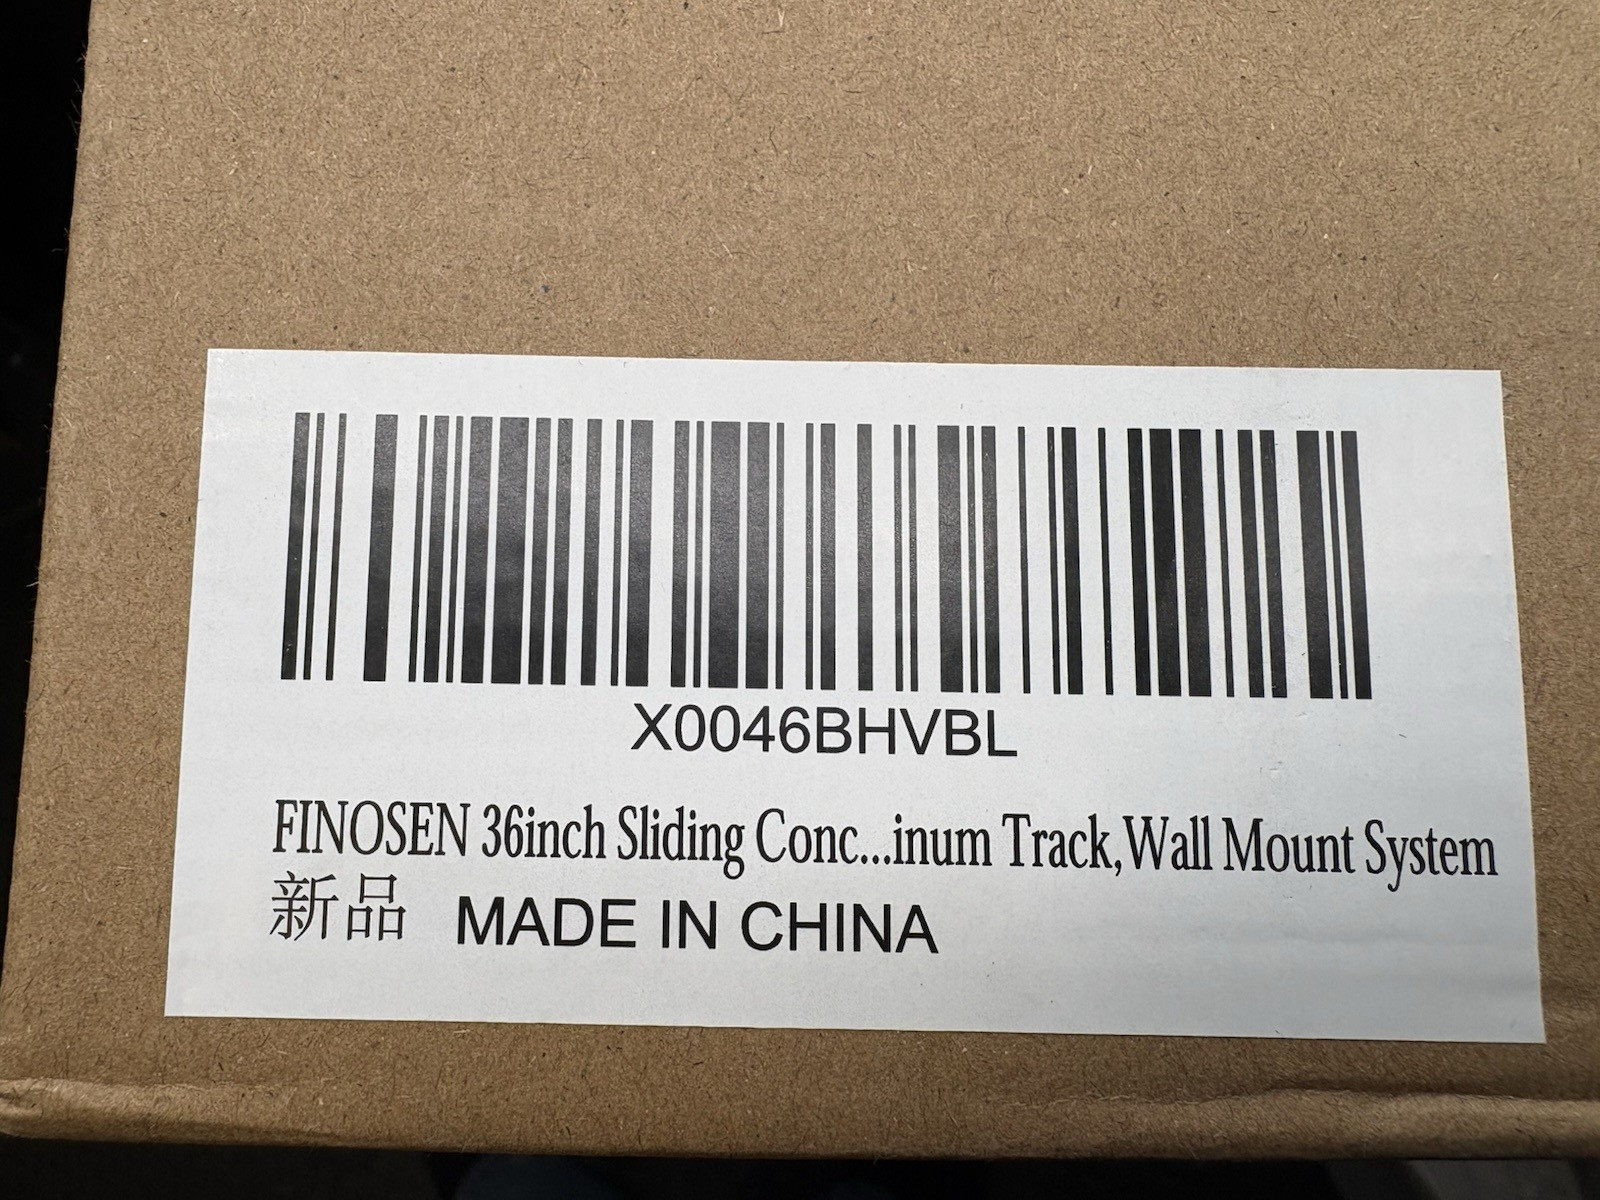 X0046BHVBL
FINOSEN 36inch Sliding Conc...inum Track,Wall Mount System
新品 MADE IN CHINA